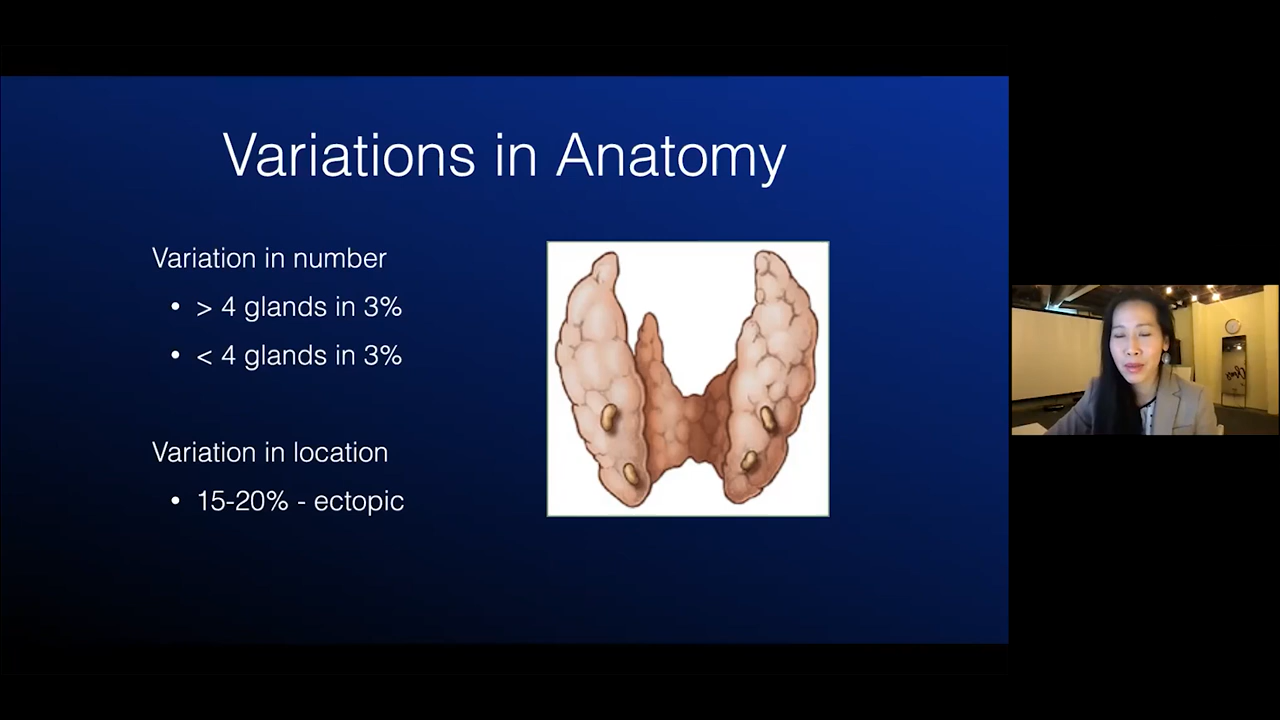 Variations in Anatomy
Variation in number
• > 4 glands in 3%
• < 4 glands in 3%
Variation in location
• 15-20% - ectopic